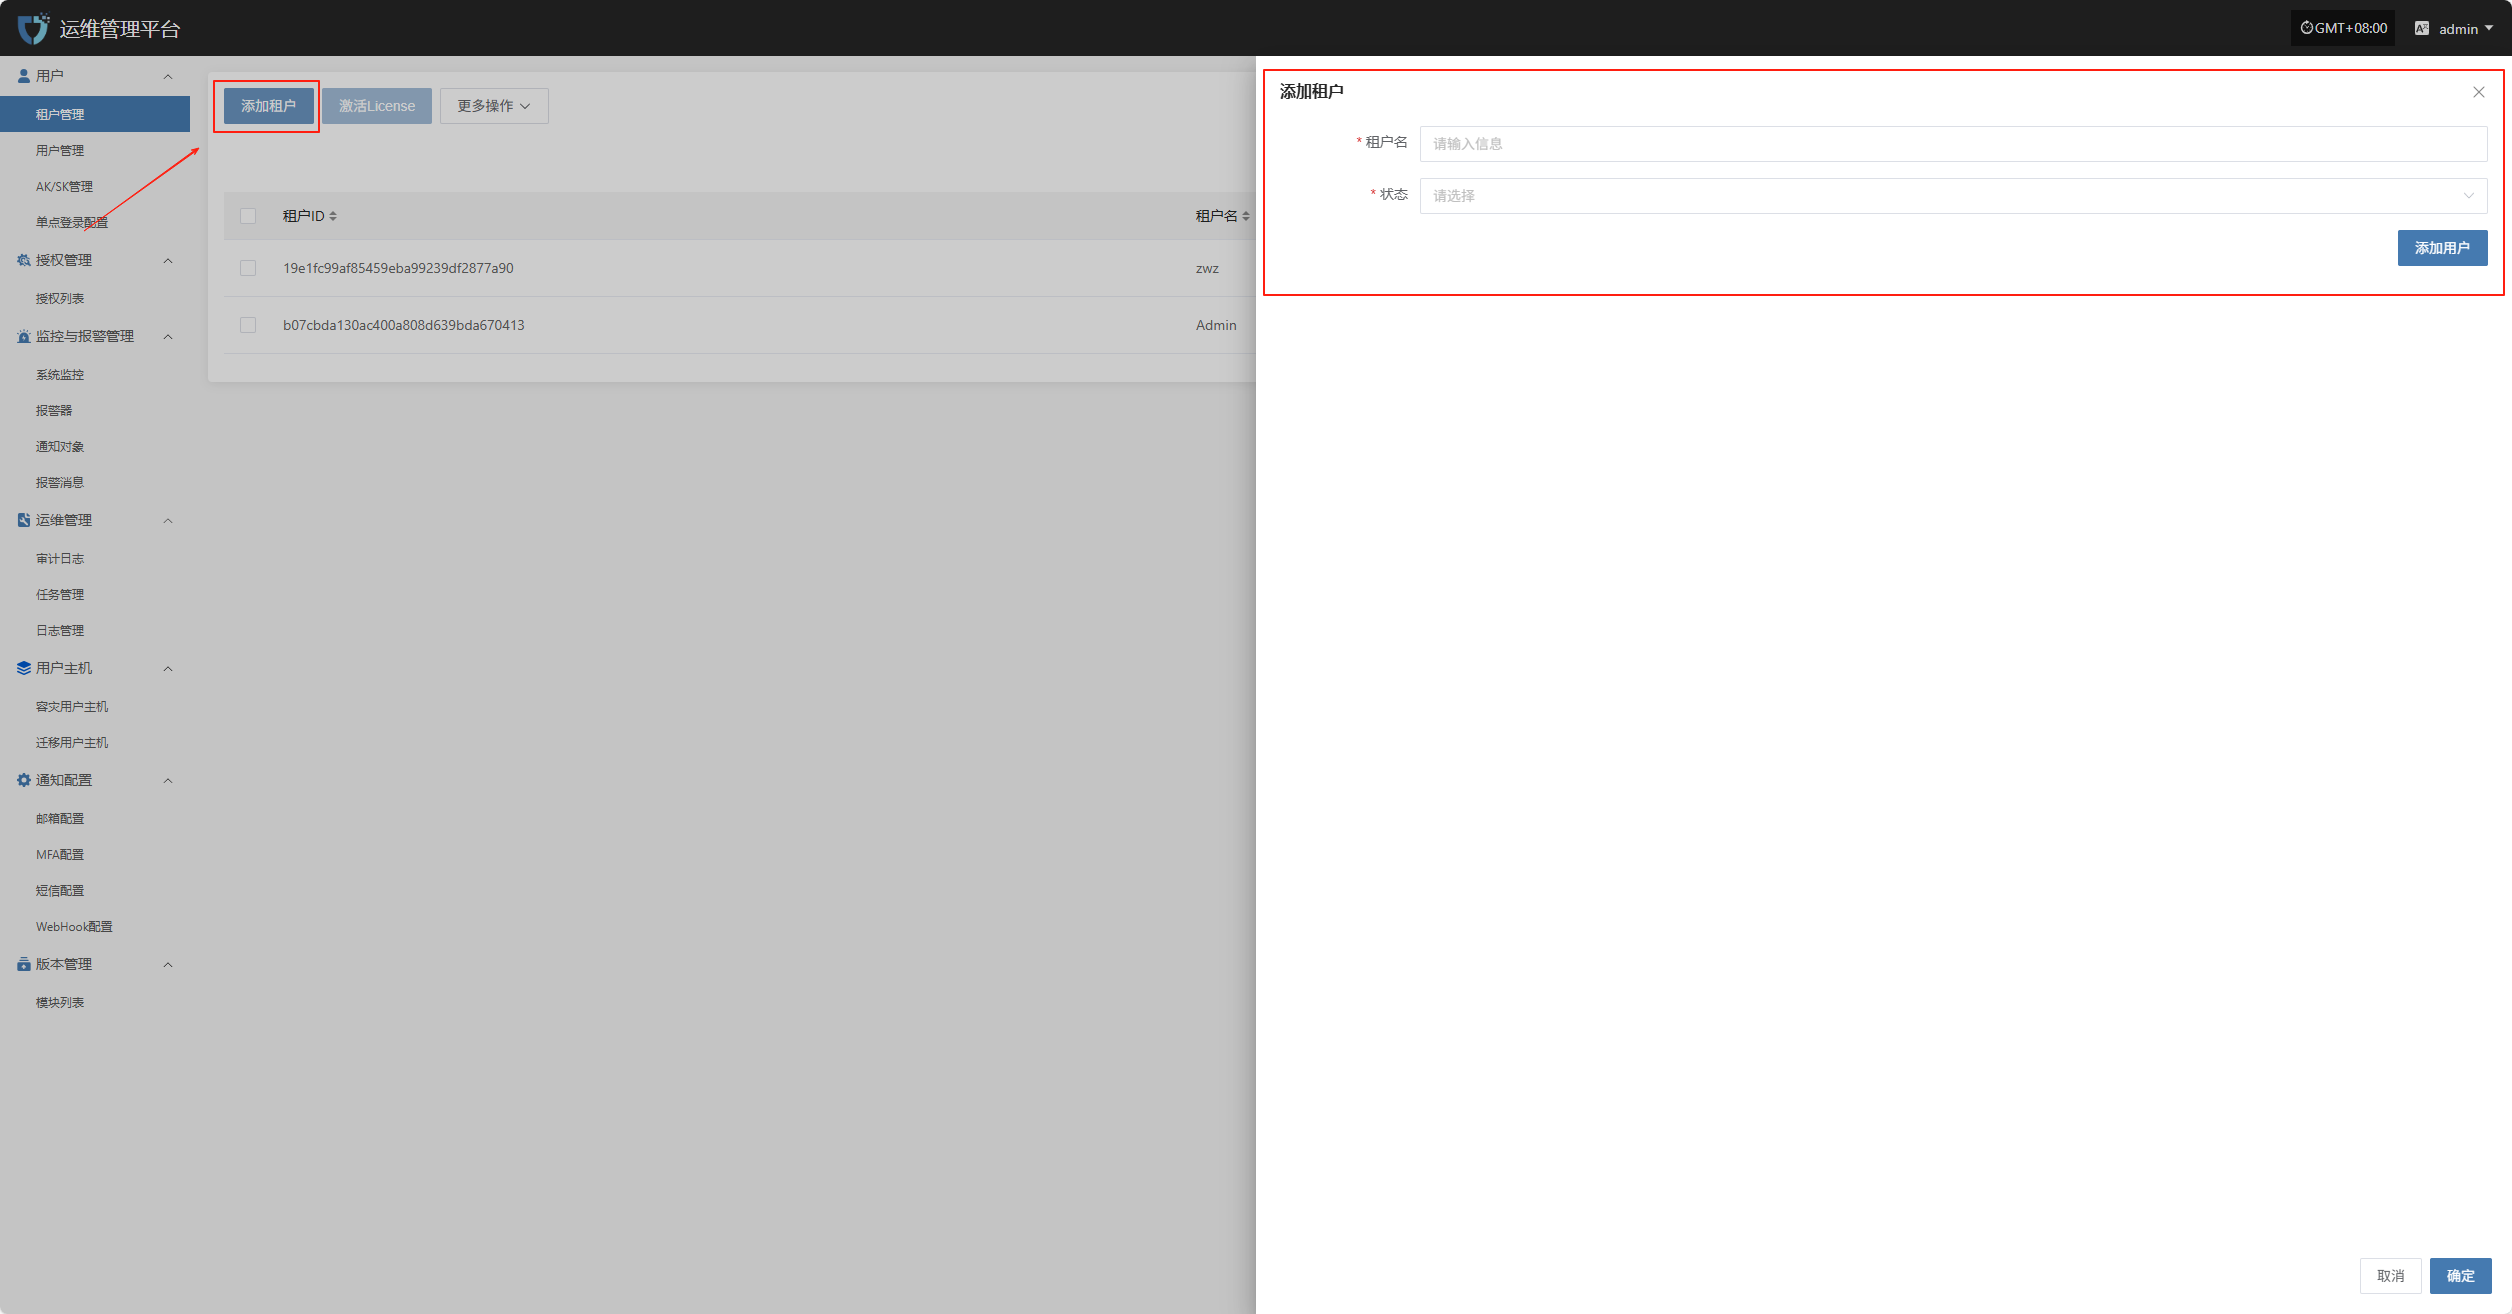 运维管理平台
GMT+08:00
admin
用户
租户管理
用户管理
AK/SK管理
单点登录配置
授权管理
授权列表
监控与报警管理
系统监控
报警器
通知对象
报警消息
运维管理
审计日志
任务管理
日志管理
用户主机
容灾用户主机
迁移用户主机
通知配置
邮箱配置
MFA配置
短信配置
WebHook配置
版本管理
模块列表
添加租户 激活License 更多操作
租户ID 租户名
19e1fc99af85459eba99239df2877a90 zwz
b07cbda130ac400a808d639bda670413 Admin
添加租户
* 租户名 请输入信息
* 状态 请选择
添加用户
取消 确定